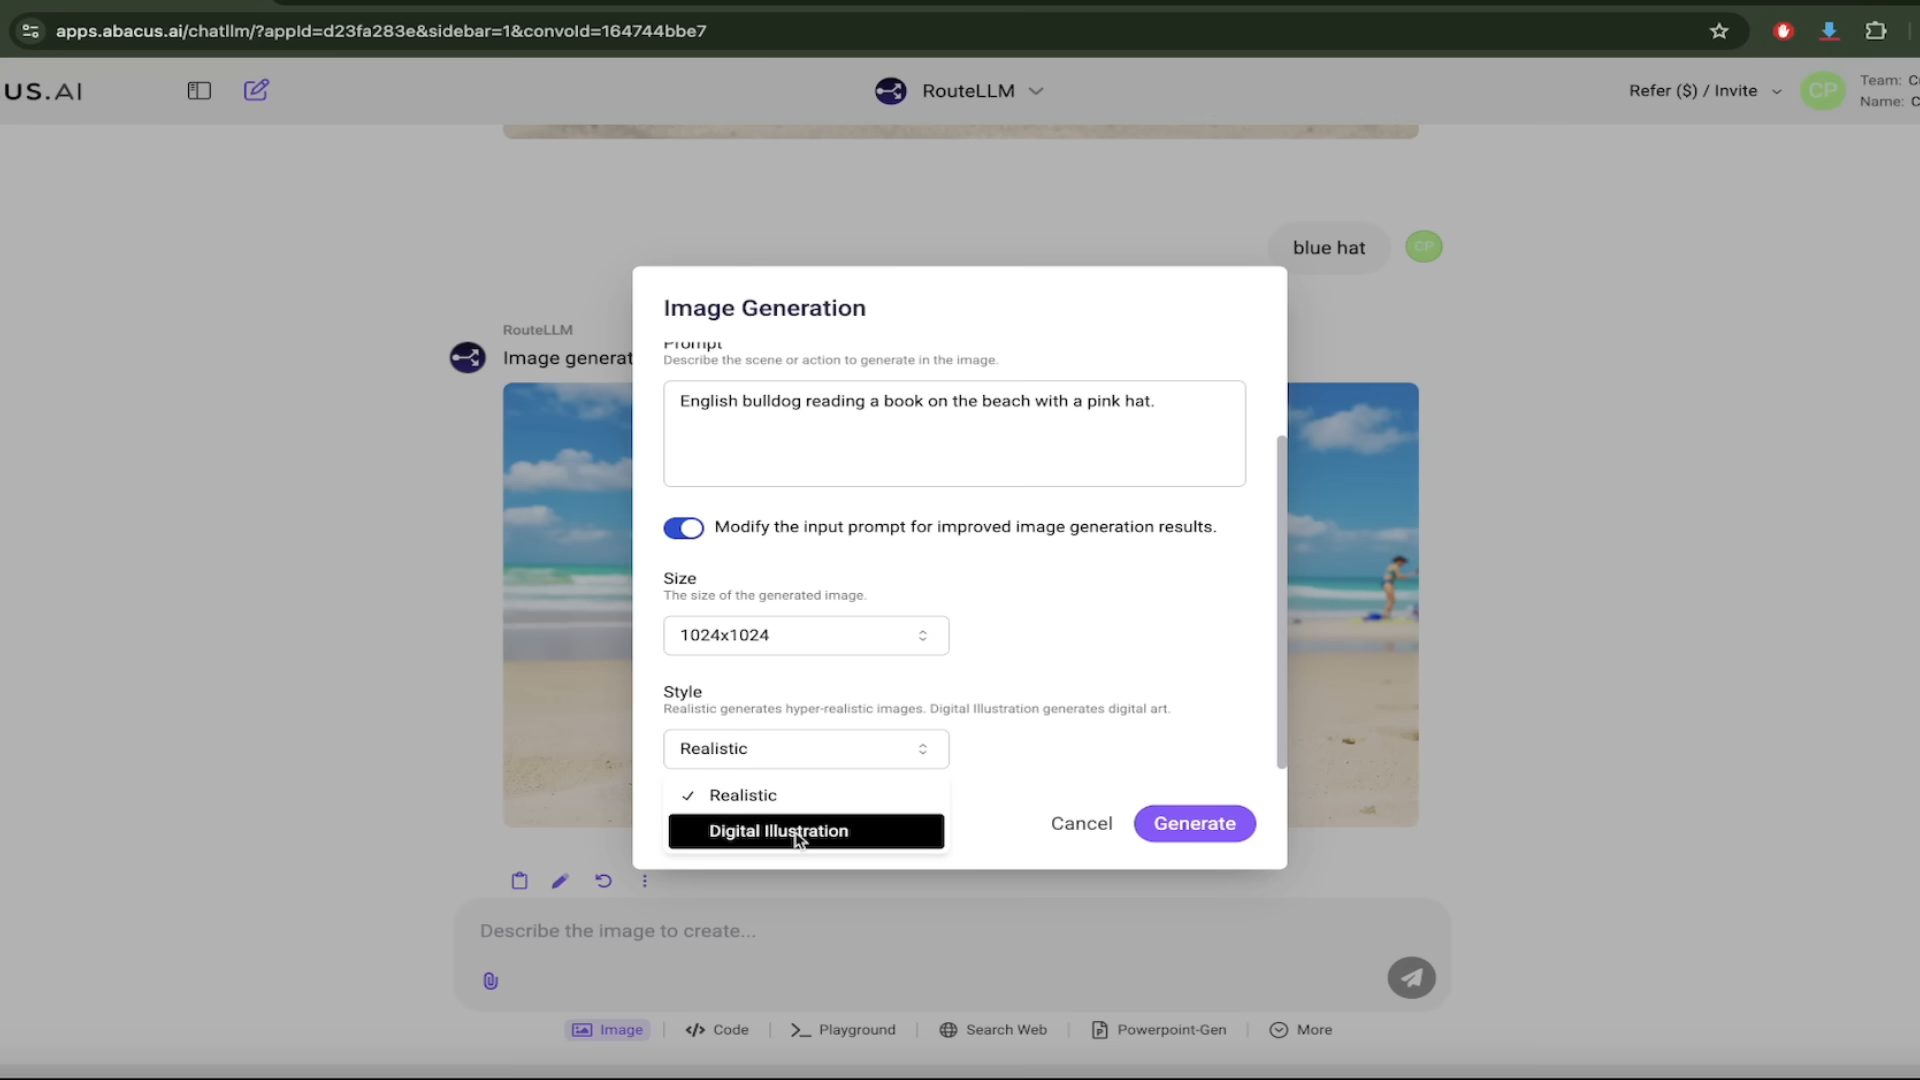 apps.abacus.ai/chatllm/?appId=d23fa283e&sidebar=1&convoId=164744bbe7
US.AI
RouteLLM
Refer ($) / Invite
CP
Team:
Name:
blue hat
CP
RouteLLM
Image generat
Image Generation
Prompt
Describe the scene or action to generate in the image.
English bulldog reading a book on the beach with a pink hat.
Modify the input prompt for improved image generation results.
Size
The size of the generated image.
1024x1024
Style
Realistic generates hyper-realistic images. Digital Illustration generates digital art.
Realistic
Realistic
Digital Illustration
Cancel
Generate
Describe the image to create...
Image
Code
Playground
Search Web
Powerpoint-Gen
More